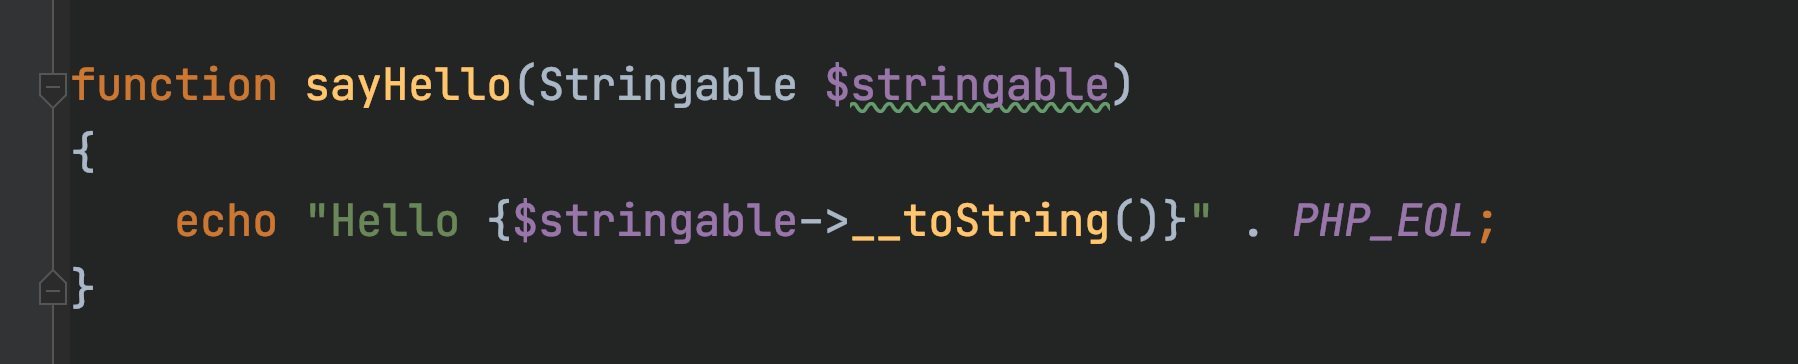 function sayHello(Stringable $stringable)
{
    echo "Hello {$stringable->__toString()}" . PHP_EOL;
}